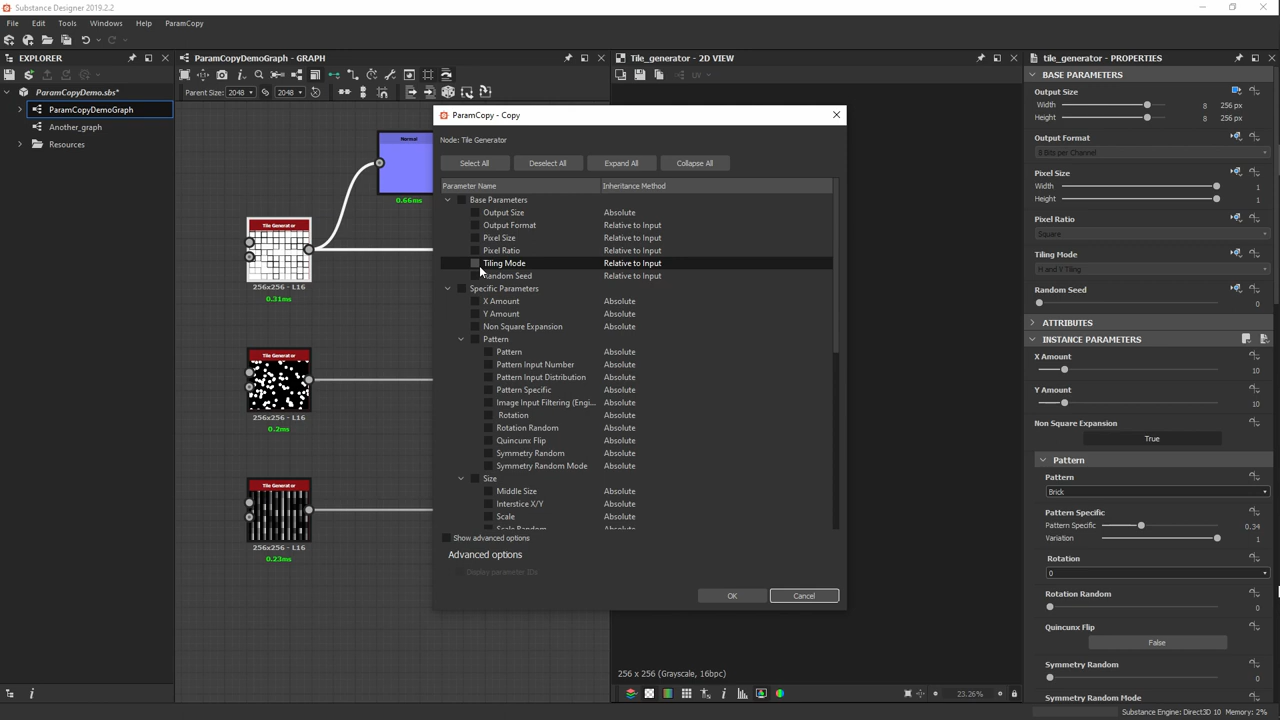 Substance Designer 2019.2.2
File Edit Tools Windows Help ParamCopy
EXPLORER
ParamCopyDemo.sbs*
ParamCopyDemoGraph
Another_graph
Resources
ParamCopyDemoGraph - GRAPH
Parent Size: 2048 2048
Normal
0.66ms
Tile Generator
256x256 - L16
0.31ms
Tile Generator
256x256 - L16
0.2ms
Tile Generator
256x256 - L16
0.23ms
ParamCopy - Copy
Node: Tile Generator
Select All Deselect All Expand All Collapse All
Parameter Name Inheritance Method
Base Parameters
Output Size Absolute
Output Format Relative to Input
Pixel Size Relative to Input
Pixel Ratio Relative to Input
Tiling Mode Relative to Input
Random Seed Relative to Input
Specific Parameters
X Amount Absolute
Y Amount Absolute
Non Square Expansion Absolute
Pattern
Pattern Absolute
Pattern Input Number Absolute
Pattern Input Distribution Absolute
Pattern Specific Absolute
Image Input Filtering (Engi... Absolute
Rotation Absolute
Rotation Random Absolute
Quincunx Flip Absolute
Symmetry Random Absolute
Symmetry Random Mode Absolute
Size
Middle Size Absolute
Interstice X/Y Absolute
Scale Absolute
Scale Random Absolute
Show advanced options
Advanced options
Display parameter IDs
OK Cancel
Tile_generator - 2D VIEW
UV
256 x 256 (Grayscale, 16bpc)
23.26%
tile_generator - PROPERTIES
BASE PARAMETERS
Output Size
Width 8 256 px
Height 8 256 px
Output Format
8 Bits per Channel
Pixel Size
Width 1
Height 1
Pixel Ratio
Square
Tiling Mode
H and V Tiling
Random Seed
0
ATTRIBUTES
INSTANCE PARAMETERS
X Amount
10
Y Amount
10
Non Square Expansion
True
Pattern
Pattern
Brick
Pattern Specific
Pattern Specific 0.34
Variation 1
Rotation
0
Rotation Random
0
Quincunx Flip
False
Symmetry Random
0
Symmetry Random Mode
Substance Engine: Direct3D 10 Memory: 2%